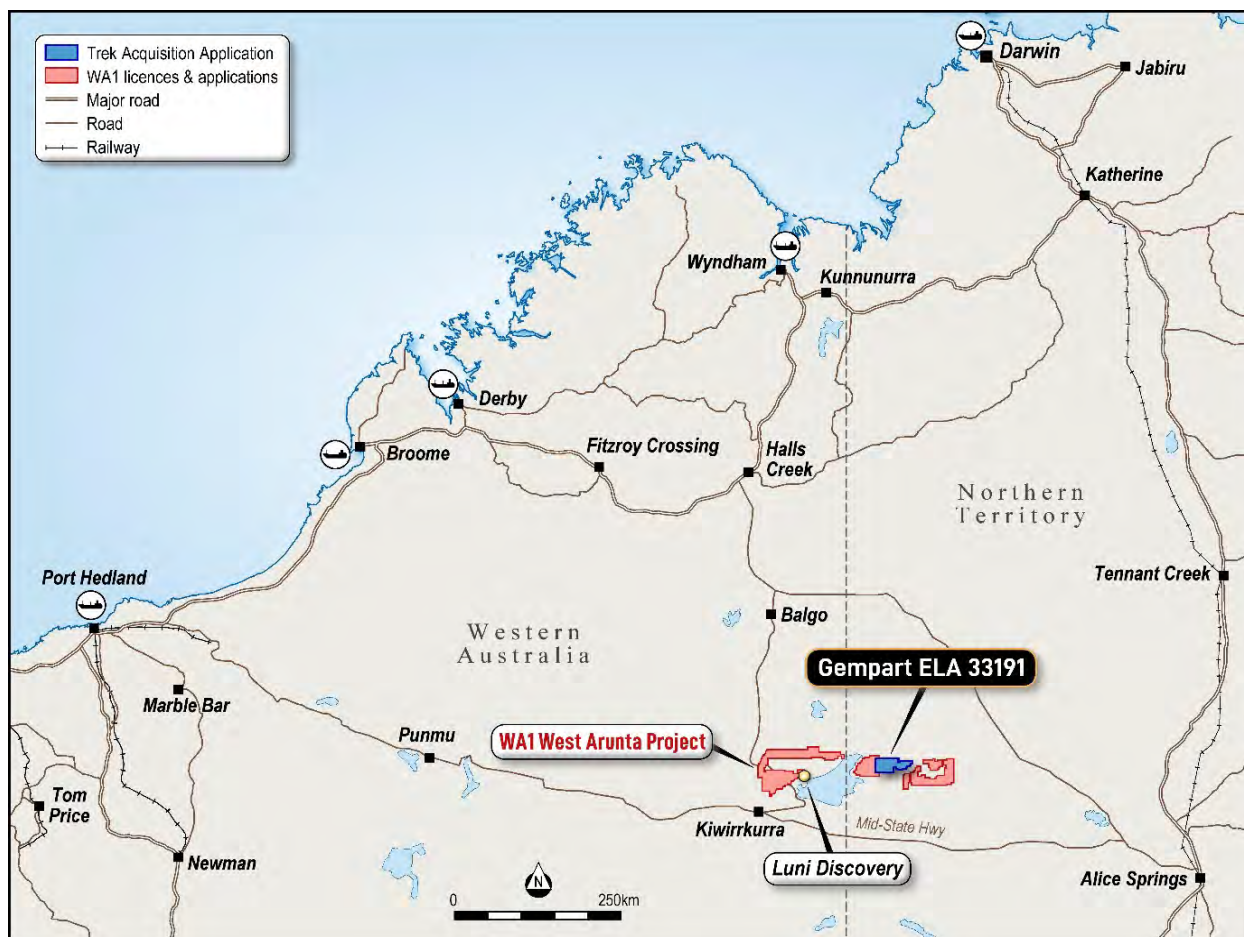 Trek Acquisition Application
WA1 licences & applications
Major road
Road
Railway
Darwin
Jabiru
Katherine
Wyndham
Kununurra
Derby
Broome
Fitzroy Crossing
Halls
Creek
Northern
Territory
Port Hedland
Tennant Creek
Balgo
Western
Australia
Gempart ELA 33191
Marble Bar
Punmu
WA1 West Arunta Project
Tom
Price
Kiwirrkurra
Mid-State Hwy
Newman
Luni Discovery
Alice Springs
N
0
250km